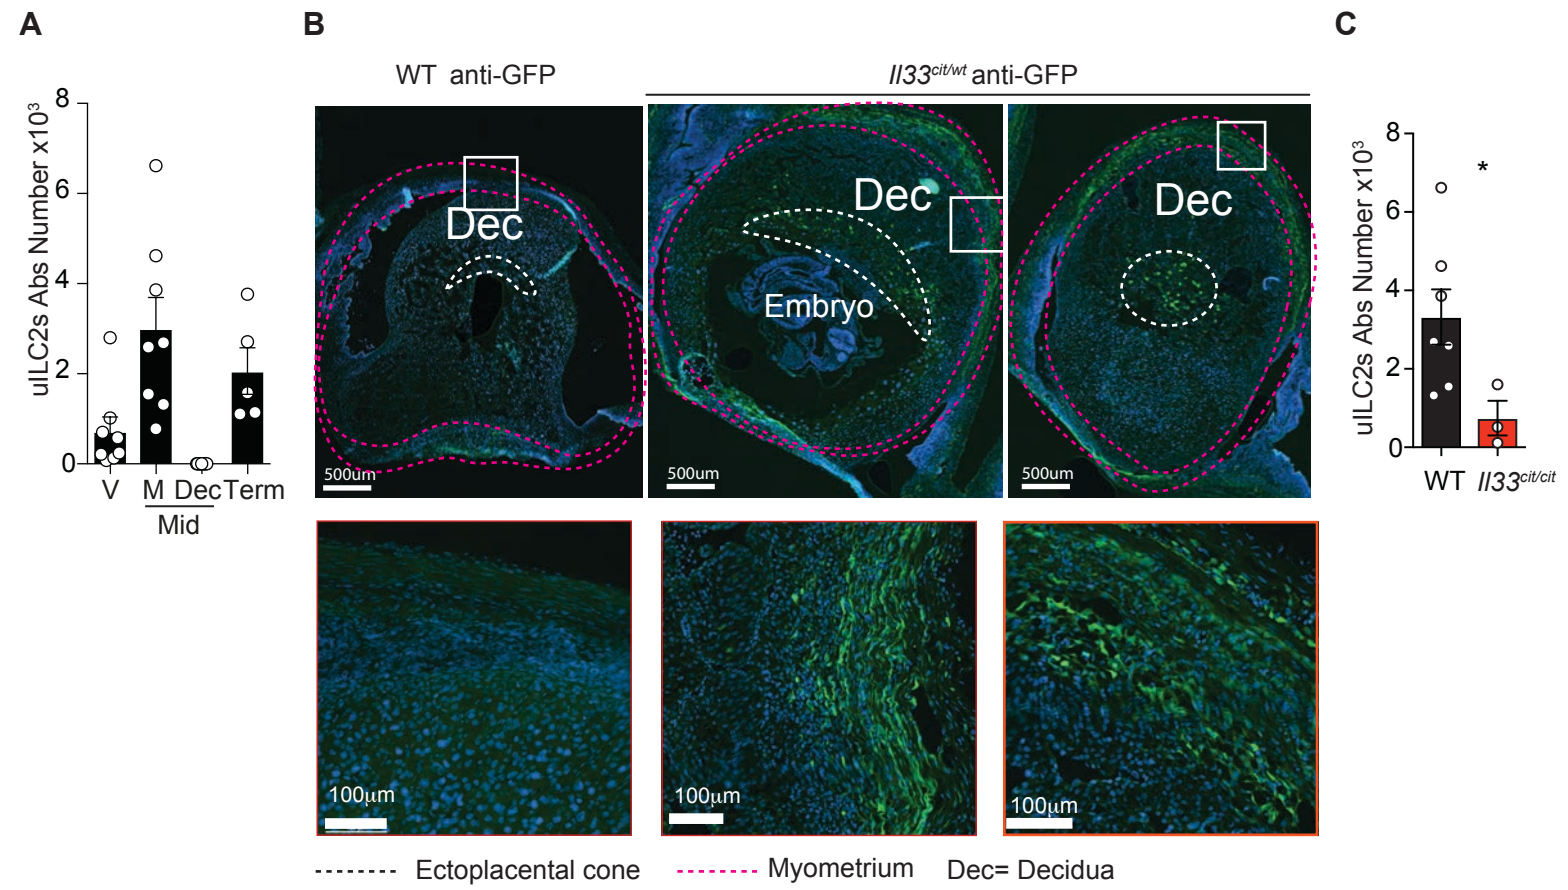 A
uILC2s Abs Number x10³
8
6
4
2
0
V M Dec Term
Mid
B
WT anti-GFP
Il33cit/wt anti-GFP
Dec
500um
Dec
Embryo
500um
Dec
500um
100μm
100μm
100μm
Ectoplacental cone Myometrium Dec= Decidua
C
uILC2s Abs Number x10³
8
6
4
2
0
*
WT Il33cit/cit